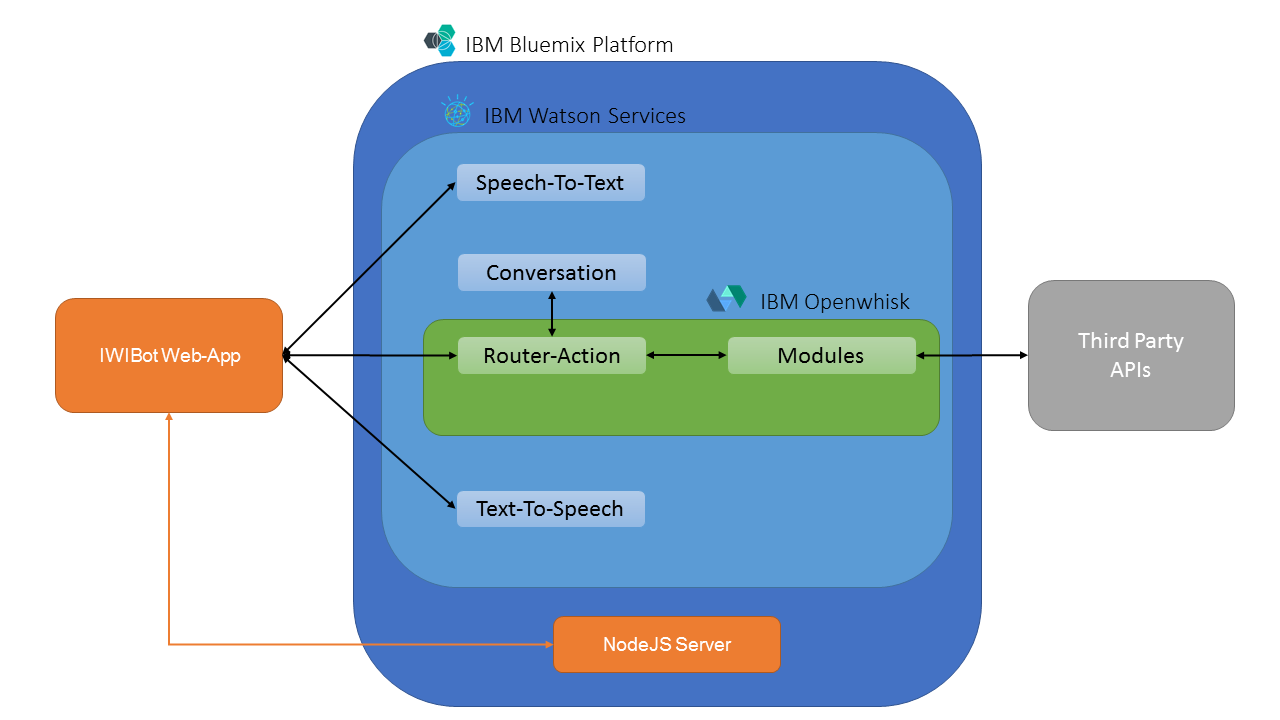 IBM Bluemix Platform
IBM Watson Services
Speech-To-Text
Conversation
IBM Openwhisk
IWIBot Web-App
Router-Action
Modules
Third Party
APIs
Text-To-Speech
NodeJS Server